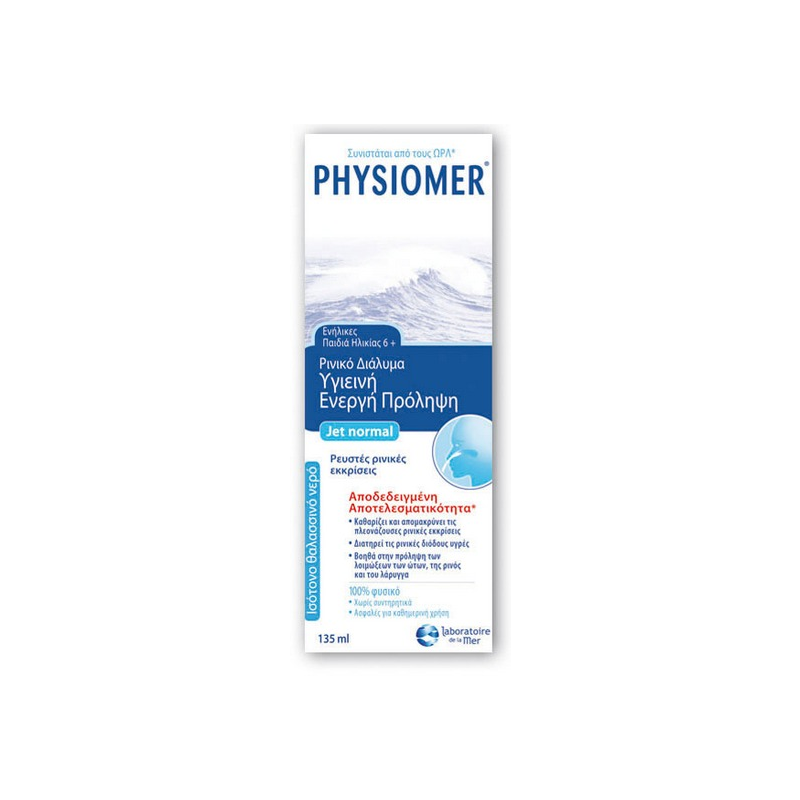 Συνιστάται από τους ΩΡΛ*
PHYSIOMER®
Ενήλικες
Παιδιά Ηλικίας 6 +
Ρινικό Διάλυμα
Υγιεινή
Ενεργή Πρόληψη
Jet normal
Ρευστές ρινικές
εκκρίσεις
Ισότονο θαλασσινό νερό
Αποδεδειγμένη
Αποτελεσματικότητα*
• Καθαρίζει και απομακρύνει τις
πλεονάζουσες ρινικές εκκρίσεις
• Διατηρεί τις ρινικές διόδους υγρές
• Βοηθά στην πρόληψη των
λοιμώξεων των ώτων, της ρινός
και του λάρυγγα
100% φυσικό
• Χωρίς συντηρητικά
• Ασφαλές για καθημερινή χρήση
135 ml
laboratoire
de la Mer